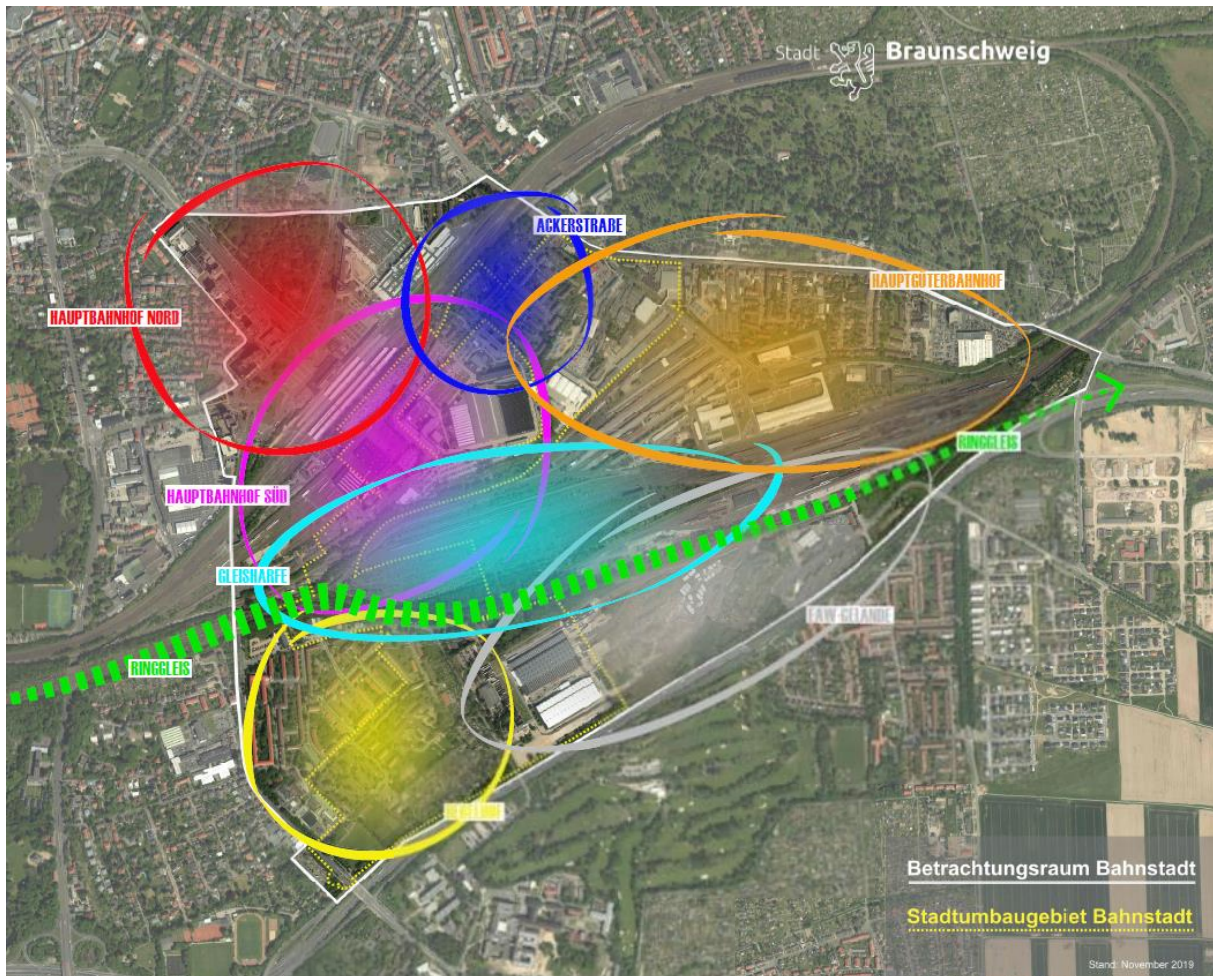 Stadt Braunschweig
ACKERSTRAßE
HAUPTGÜTERBAHNHOF
HAUPTBAHNHOF NORD
RINGGLEIS
HAUPTBAHNHOF SÜD
GLEISHARFE
GELÄNDE
RINGGLEIS
Betrachtungsraum Bahnstadt
Stadtumbaugebiet Bahnstadt
Stand: November 2019